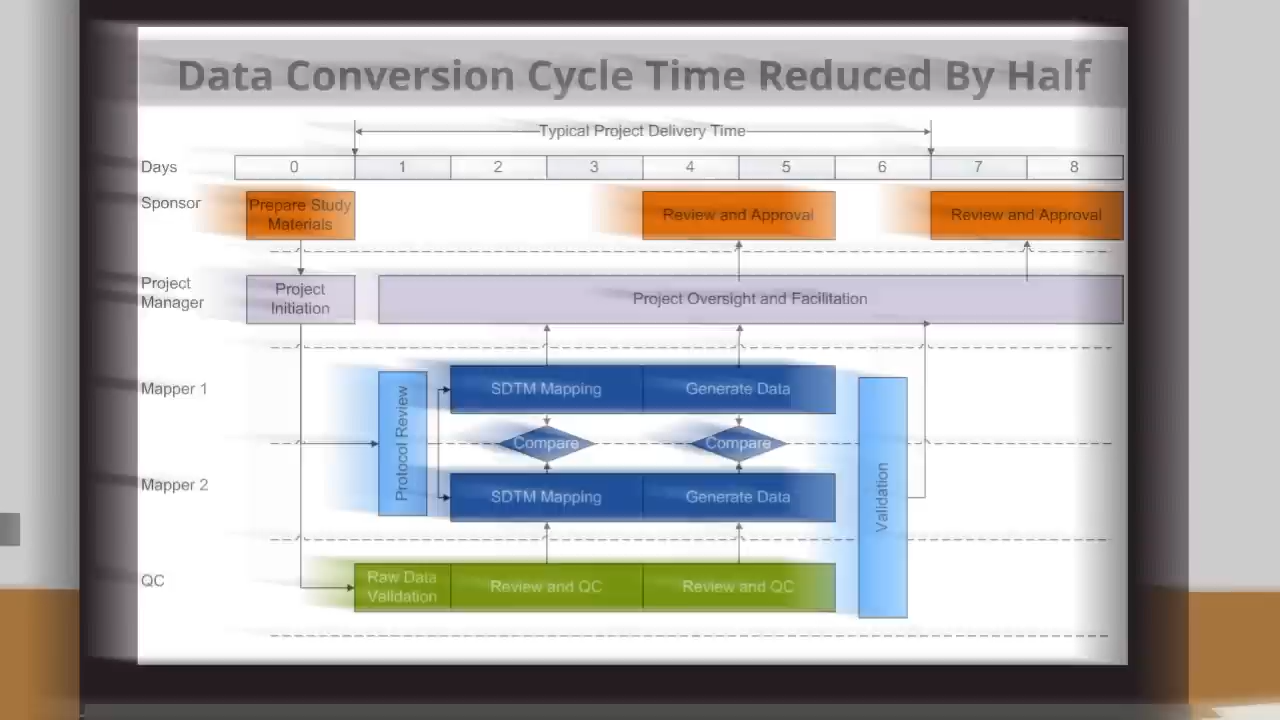 Data Conversion Cycle Time Reduced By Half
Typical Project Delivery Time
Days 0 1 2 3 4 5 6 7 8
Sponsor
Prepare Study
Materials
Review and Approval
Review and Approval
Project
Manager
Project
Initiation
Project Oversight and Facilitation
Mapper 1
Protocol Review
SDTM Mapping
Generate Data
Compare
Compare
Mapper 2
SDTM Mapping
Generate Data
Validation
QC
Raw Data
Validation
Review and QC
Review and QC